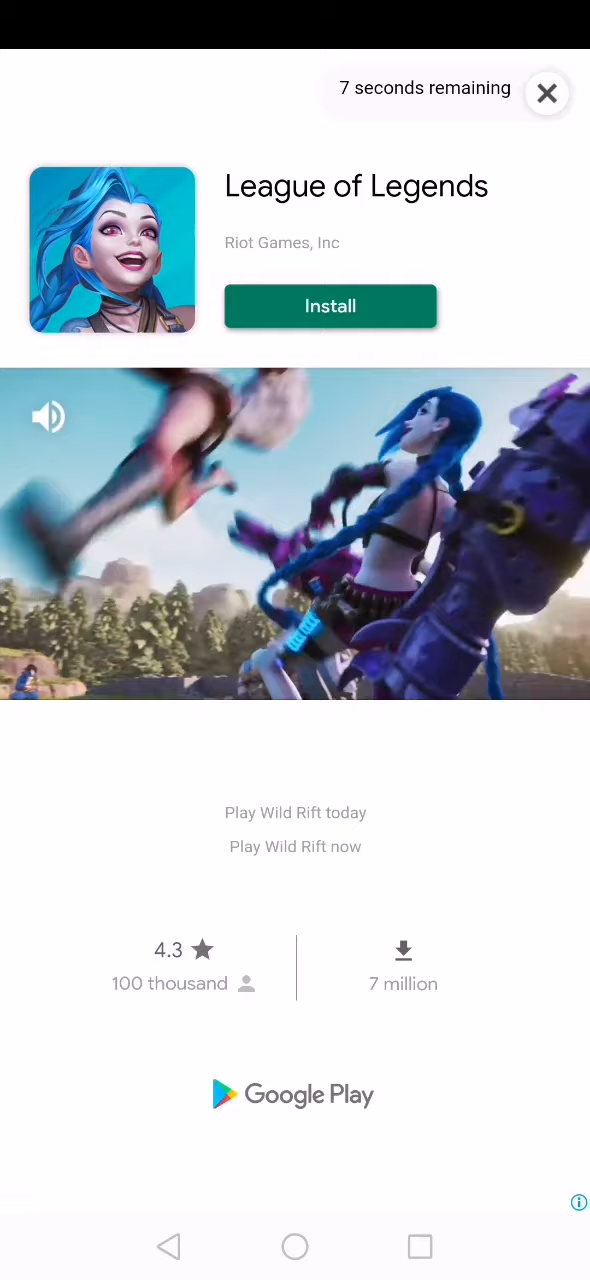 7 seconds remaining
League of Legends
Riot Games, Inc
Install
Play Wild Rift today
Play Wild Rift now
4.3
100 thousand
7 million
Google Play